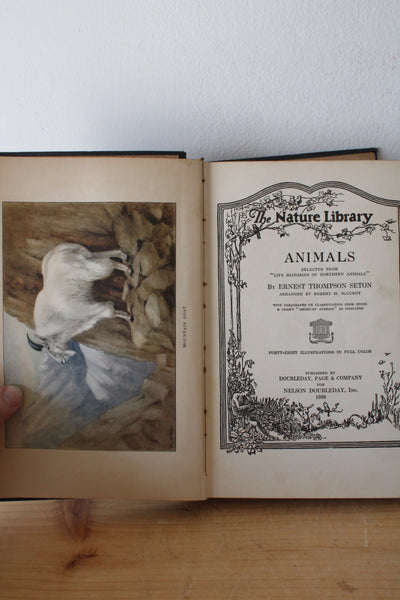 MOUNTAIN GOAT
The Nature Library
ANIMALS
SELECTED FROM
"LIFE HISTORIES OF NORTHERN ANIMALS"
BY ERNEST THOMPSON SETON
ARRANGED BY ROBERT M. McCURDY
WITH PARAGRAPHS ON CLASSIFICATION FROM STONE
& CRAM'S "AMERICAN ANIMALS" AS INDICATED
FORTY-EIGHT ILLUSTRATIONS IN FULL COLOR
PUBLISHED BY
DOUBLEDAY, PAGE & COMPANY
FOR
NELSON DOUBLEDAY, INC.
1926